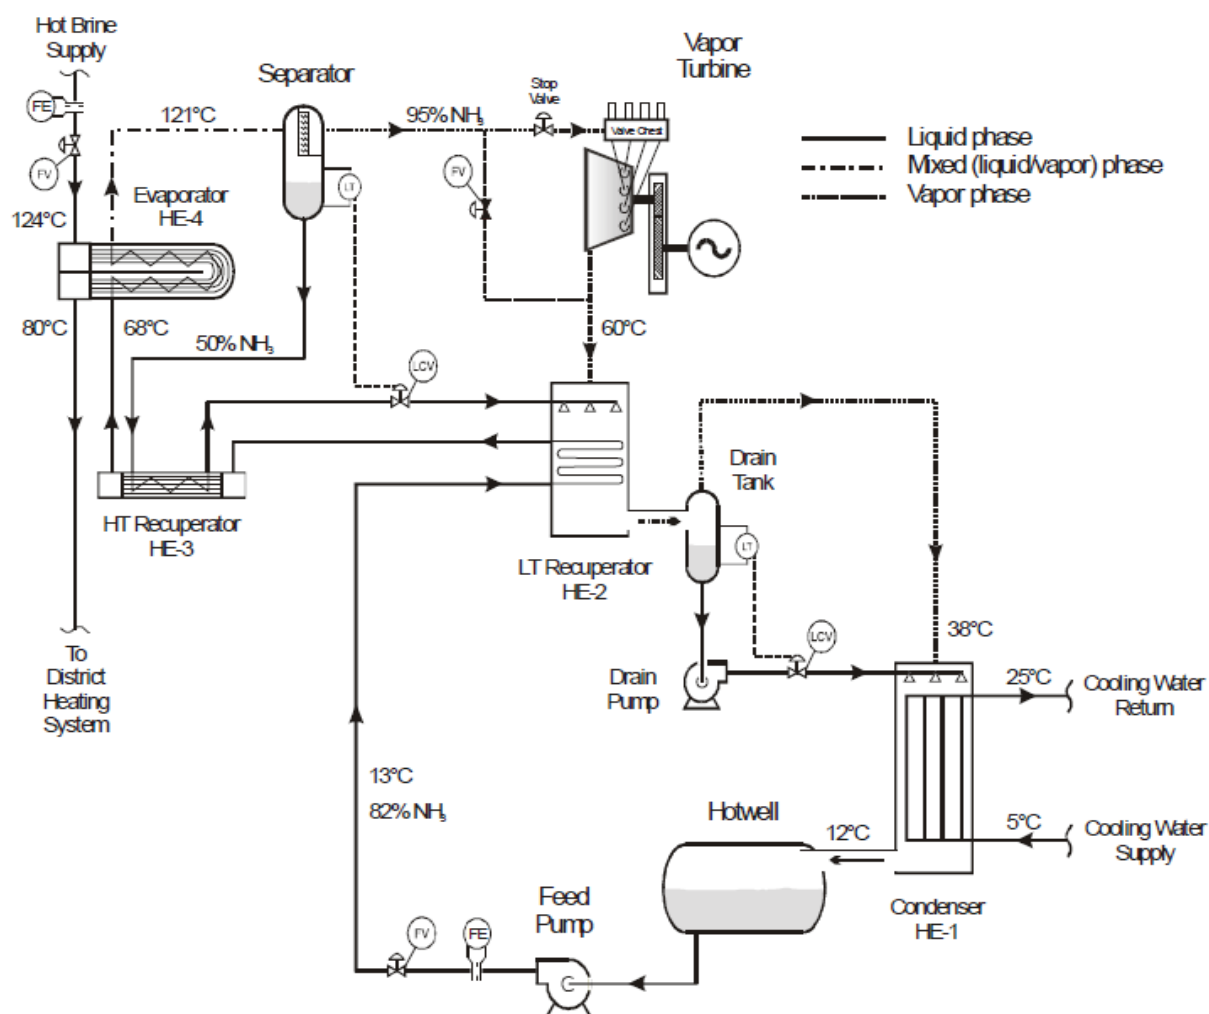 Hot Brine
Supply
FE
FV
124°C
80°C
121°C
Evaporator
HE-4
68°C
Separator
LT
95% NH3
50% NH3
Stop
Valve
Valve Chest
Vapor
Turbine
FV
60°C
Liquid phase
Mixed (liquid/vapor) phase
Vapor phase
LCV
HT Recuperator
HE-3
LT Recuperator
HE-2
Drain
Tank
LT
To
District
Heating
System
Drain
Pump
LCV
38°C
25°C
Cooling Water
Return
13°C
82% NH3
Hotwell
12°C
5°C
Cooling Water
Supply
Condenser
HE-1
Feed
Pump
FV
FE